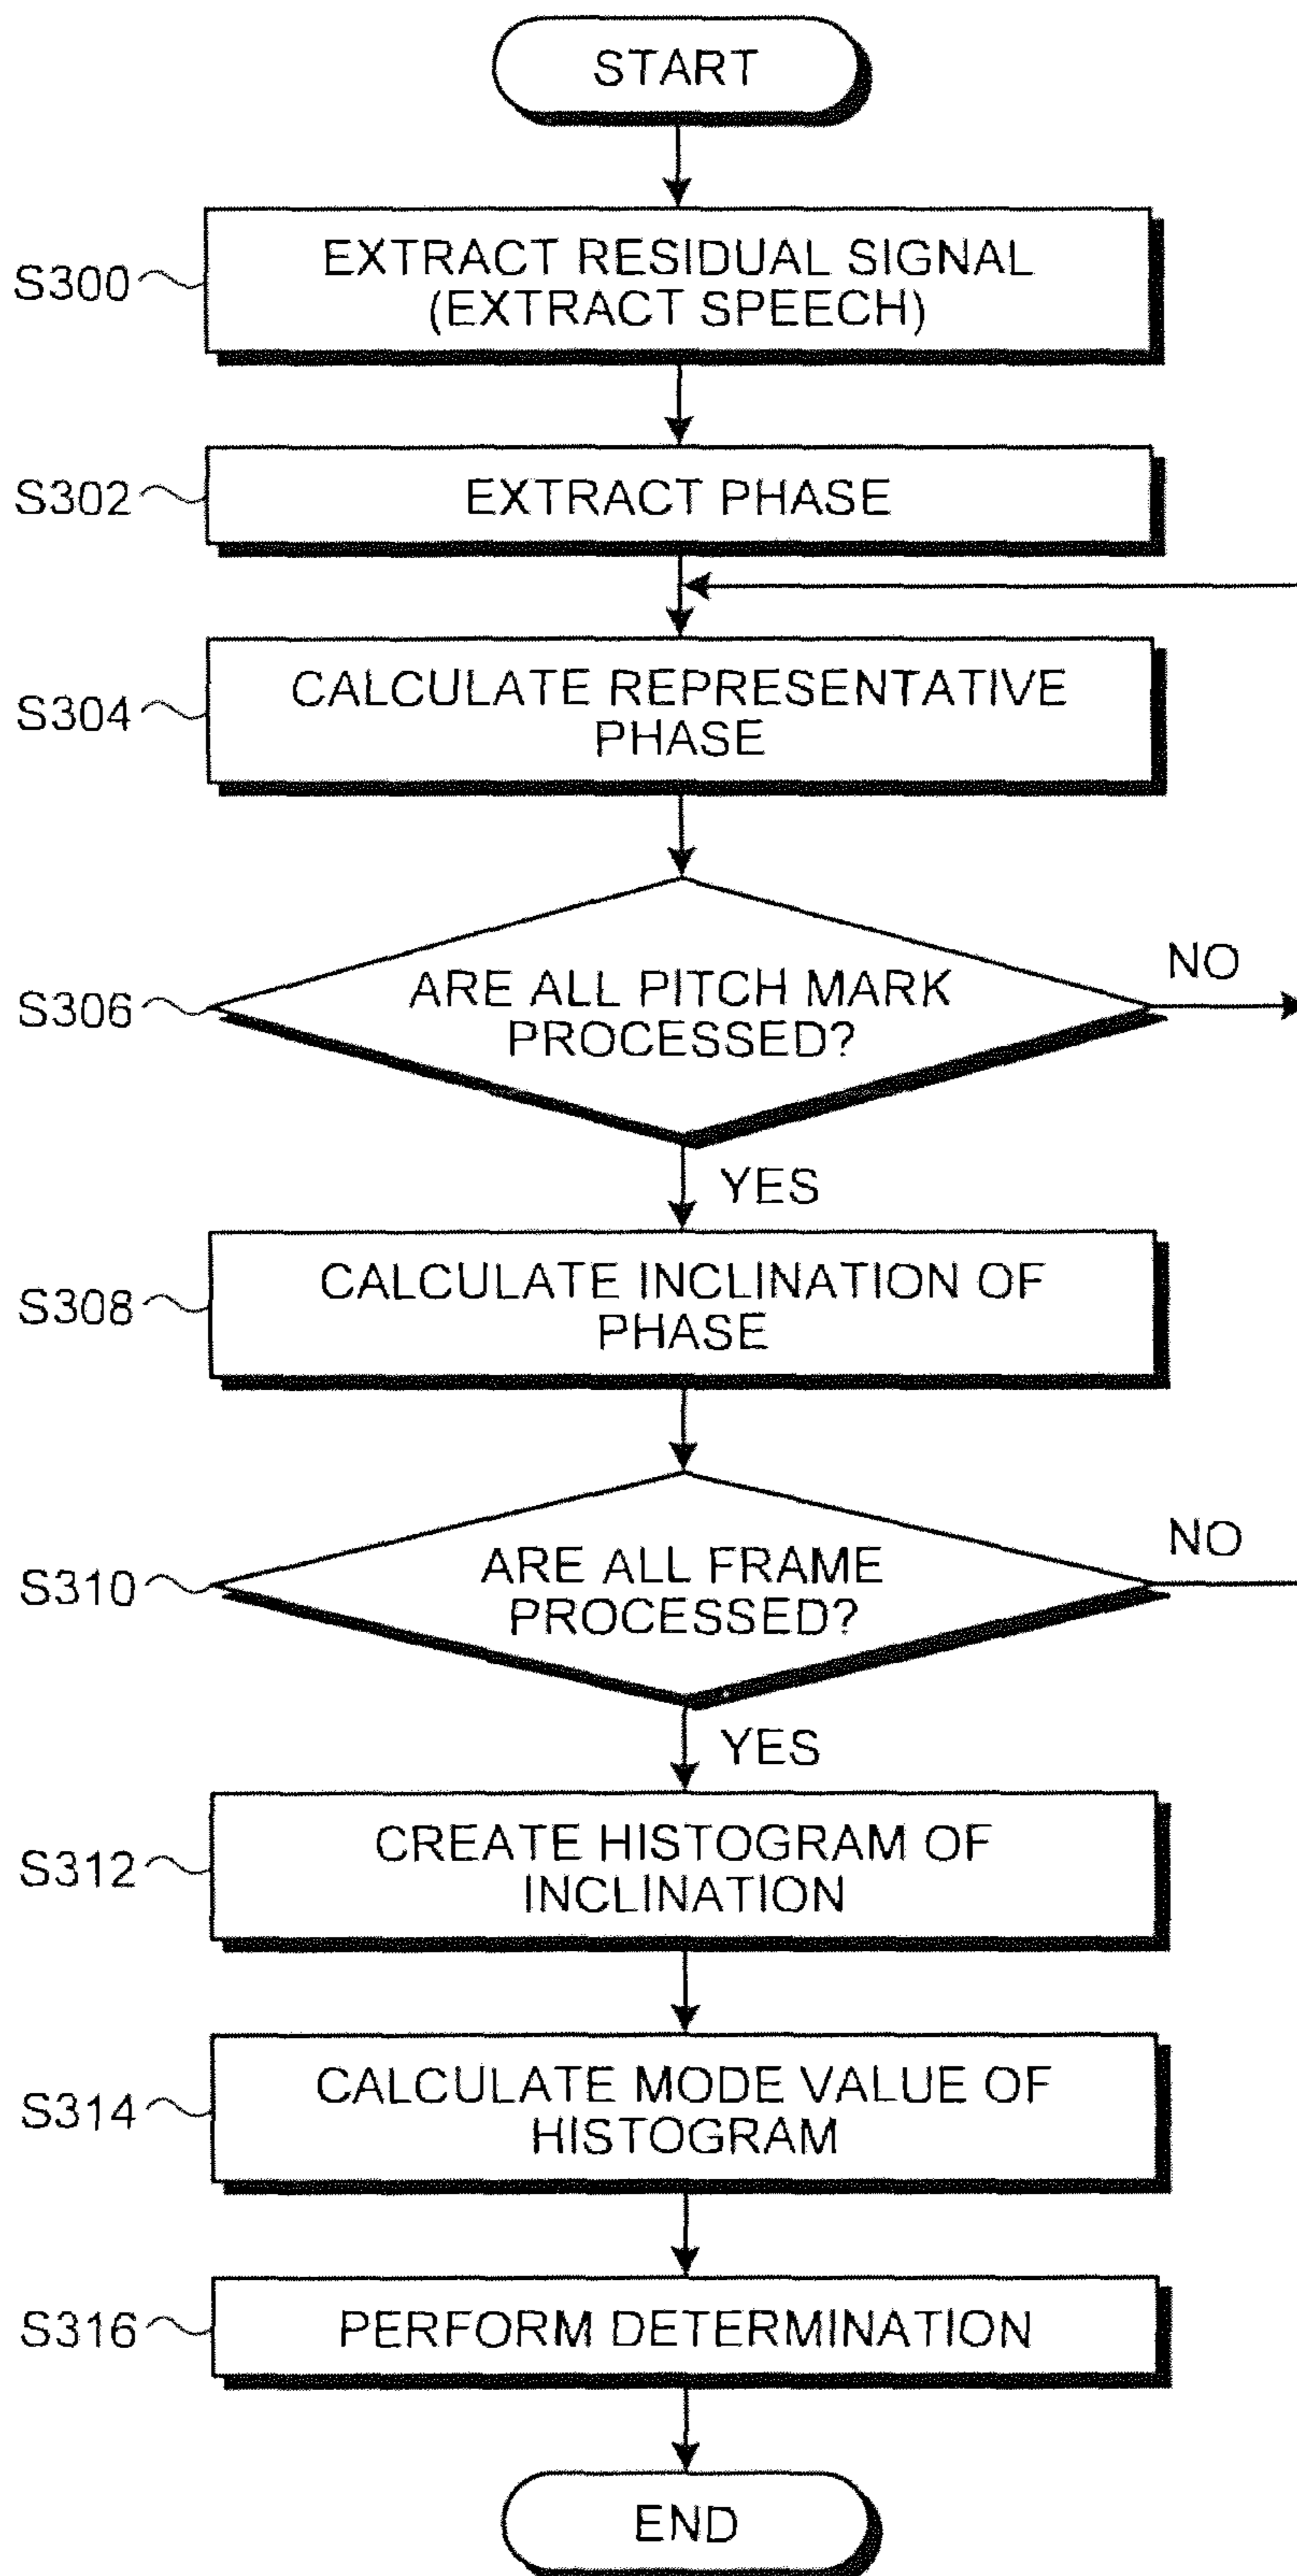 START
S300
EXTRACT RESIDUAL SIGNAL
(EXTRACT SPEECH)
S302
EXTRACT PHASE
S304
CALCULATE REPRESENTATIVE
PHASE
S306
ARE ALL PITCH MARK
PROCESSED?
NO
YES
S308
CALCULATE INCLINATION OF
PHASE
S310
ARE ALL FRAME
PROCESSED?
NO
YES
S312
CREATE HISTOGRAM OF
INCLINATION
S314
CALCULATE MODE VALUE OF
HISTOGRAM
S316
PERFORM DETERMINATION
END